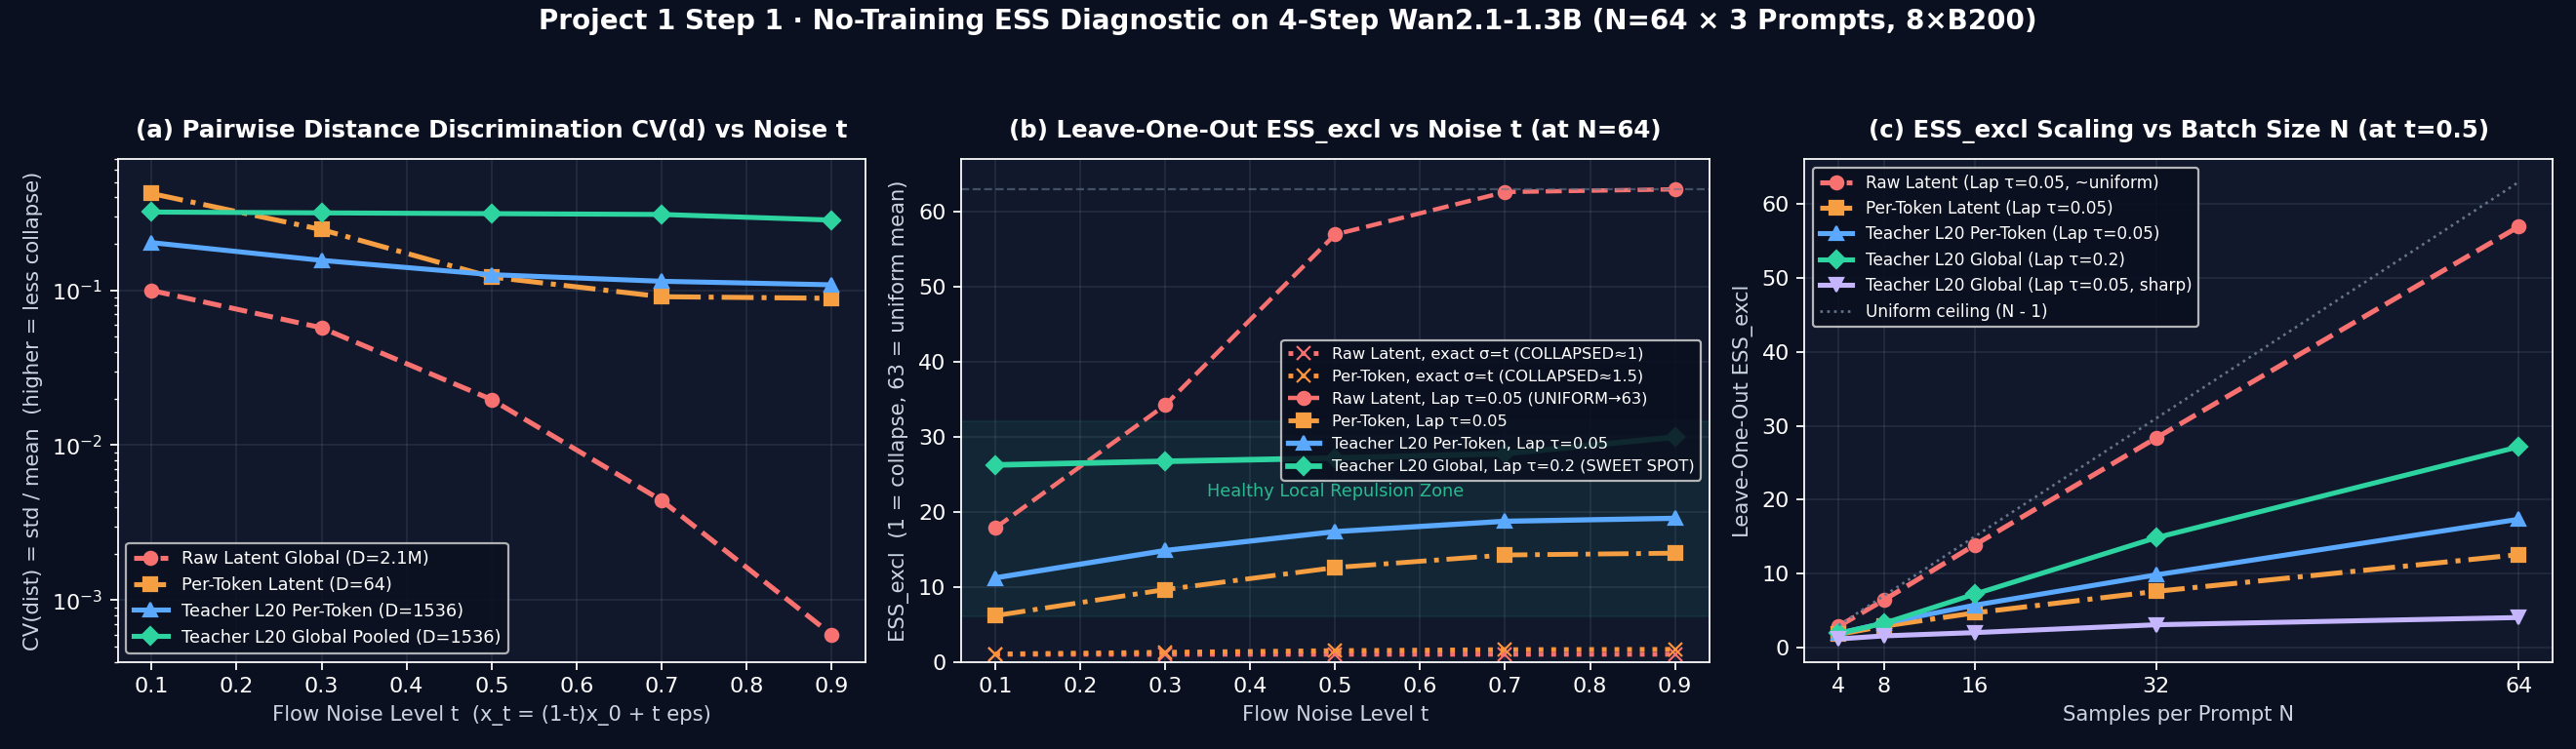 Project 1 Step 1 · No-Training ESS Diagnostic on 4-Step Wan2.1-1.3B (N=64 × 3 Prompts, 8×B200)
(a) Pairwise Distance Discrimination CV(d) vs Noise t
CV(dist) = std / mean (higher = less collapse)
10⁻¹
10⁻²
10⁻³
Raw Latent Global (D=2.1M)
Per-Token Latent (D=64)
Teacher L20 Per-Token (D=1536)
Teacher L20 Global Pooled (D=1536)
0.1 0.2 0.3 0.4 0.5 0.6 0.7 0.8 0.9
Flow Noise Level t (x_t = (1-t)x_0 + t eps)
(b) Leave-One-Out ESS_excl vs Noise t (at N=64)
ESS_excl (1 = collapse, 63 = uniform mean)
60
50
40
30
20
10
0
Raw Latent, exact σ=t (COLLAPSED≈1)
Per-Token, exact σ=t (COLLAPSED≈1.5)
Raw Latent, Lap τ=0.05 (UNIFORM→63)
Per-Token, Lap τ=0.05
Teacher L20 Per-Token, Lap τ=0.05
Teacher L20 Global, Lap τ=0.2 (SWEET SPOT)
Healthy Local Repulsion Zone
0.1 0.2 0.3 0.4 0.5 0.6 0.7 0.8 0.9
Flow Noise Level t
(c) ESS_excl Scaling vs Batch Size N (at t=0.5)
Leave-One-Out ESS_excl
60
50
40
30
20
10
0
Raw Latent (Lap τ=0.05, ~uniform)
Per-Token Latent (Lap τ=0.05)
Teacher L20 Per-Token (Lap τ=0.05)
Teacher L20 Global (Lap τ=0.2)
Teacher L20 Global (Lap τ=0.05, sharp)
Uniform ceiling (N - 1)
4 8 16 32 64
Samples per Prompt N